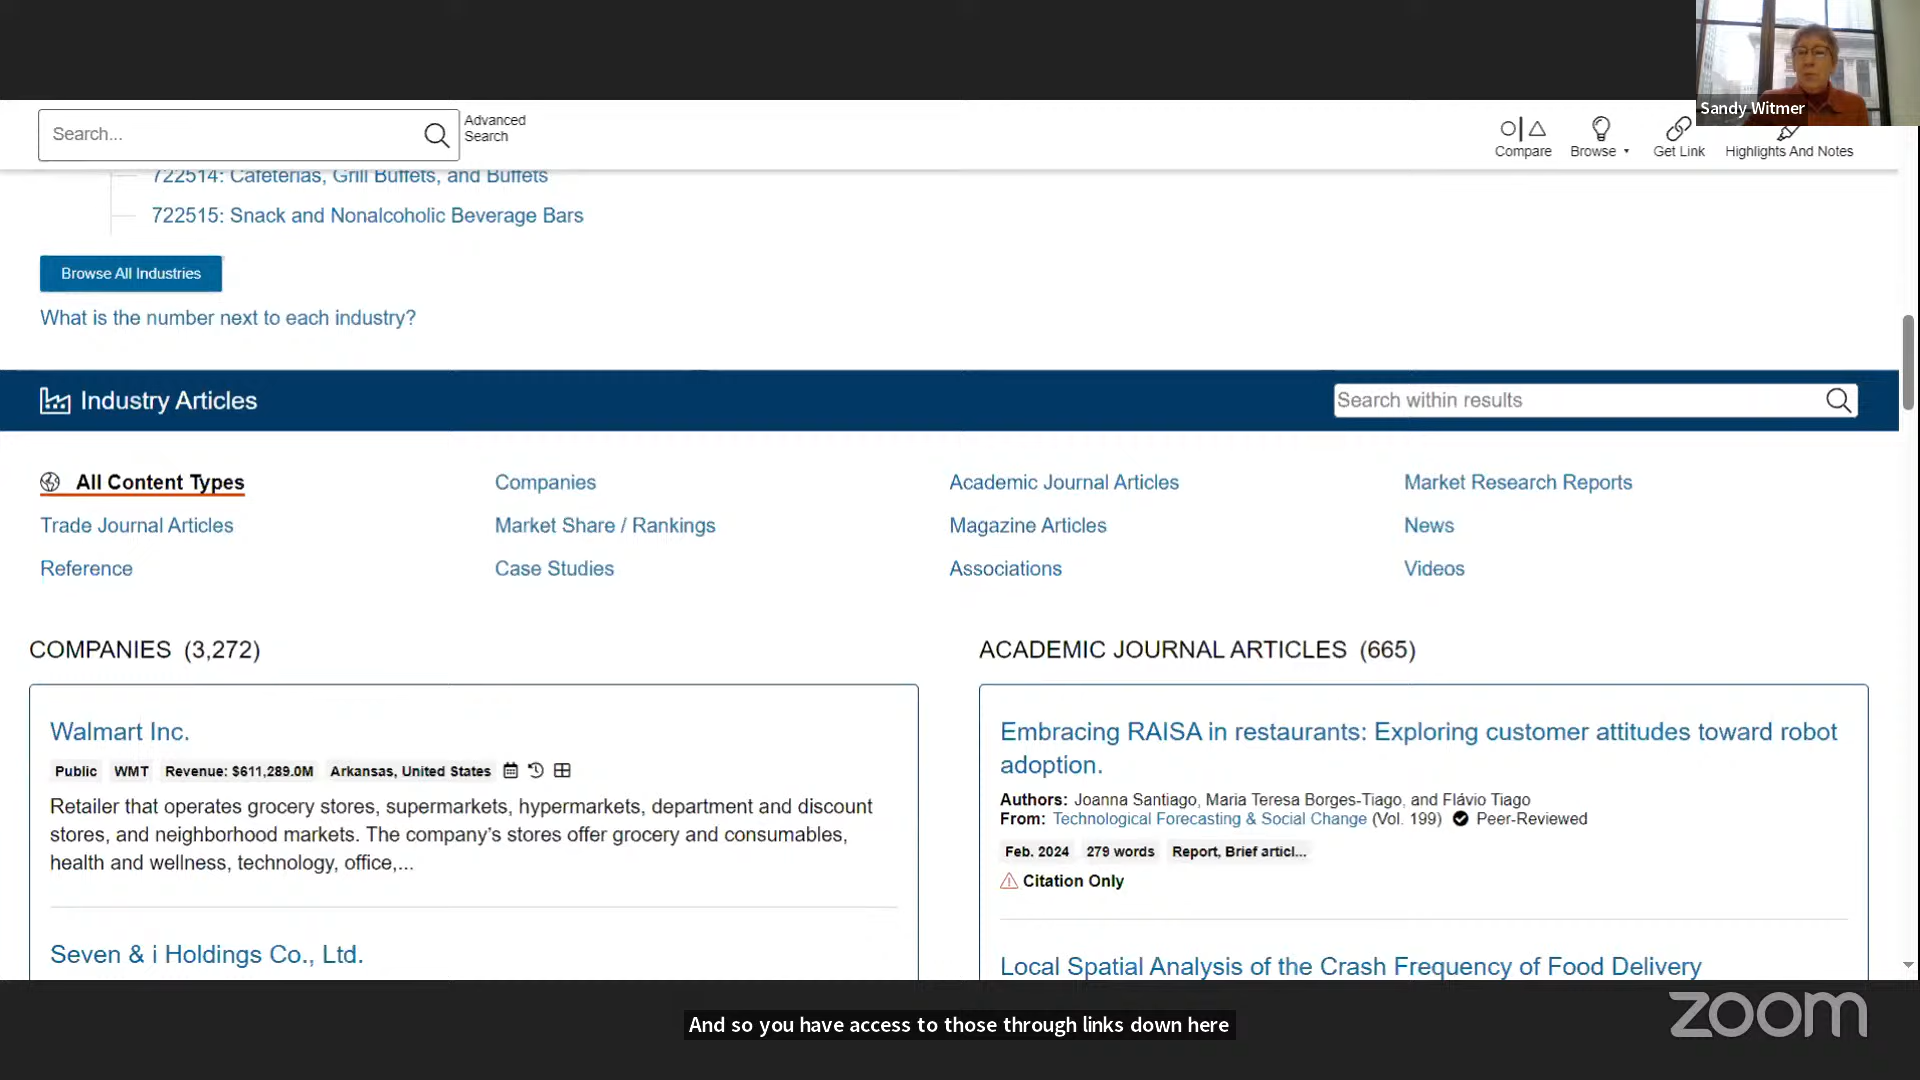 Sandy Witmer
Search...
Advanced
Search
Compare
Browse
Get Link
Highlights And Notes
722514: Cafeterias, Grill Buffets, and Buffets
722515: Snack and Nonalcoholic Beverage Bars
Browse All Industries
What is the number next to each industry?
Industry Articles
Search within results
All Content Types
Companies
Academic Journal Articles
Market Research Reports
Trade Journal Articles
Market Share / Rankings
Magazine Articles
News
Reference
Case Studies
Associations
Videos
COMPANIES (3,272)
Walmart Inc.
Public WMT Revenue: $611,289.0M Arkansas, United States
Retailer that operates grocery stores, supermarkets, hypermarkets, department and discount
stores, and neighborhood markets. The company's stores offer grocery and consumables,
health and wellness, technology, office,...
Seven & i Holdings Co., Ltd.
ACADEMIC JOURNAL ARTICLES (665)
Embracing RAISA in restaurants: Exploring customer attitudes toward robot
adoption.
Authors: Joanna Santiago, Maria Teresa Borges-Tiago, and Flávio Tiago
From: Technological Forecasting & Social Change (Vol. 199) Peer-Reviewed
Feb. 2024 279 words Report, Brief articl...
Citation Only
Local Spatial Analysis of the Crash Frequency of Food Delivery
And so you have access to those through links down here
zoom